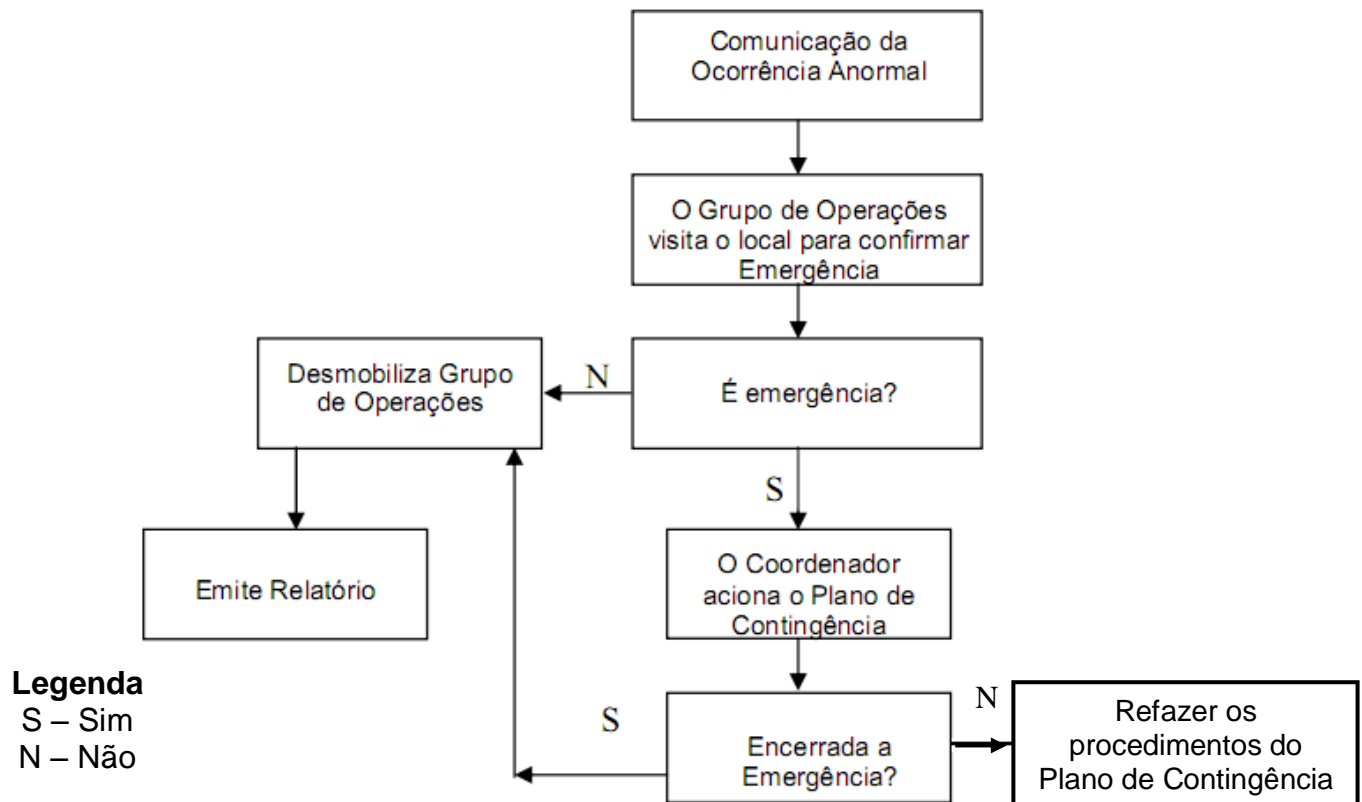 Comunicação da
Ocorrência Anormal
O Grupo de Operações
visita o local para confirmar
Emergência
Desmobiliza Grupo
de Operações
N
É emergência?
S
Emite Relatório
O Coordenador
aciona o Plano de
Contingência
Legenda
S – Sim
N – Não
S
Encerrada a
Emergência?
N
Refazer os
procedimentos do
Plano de Contingência